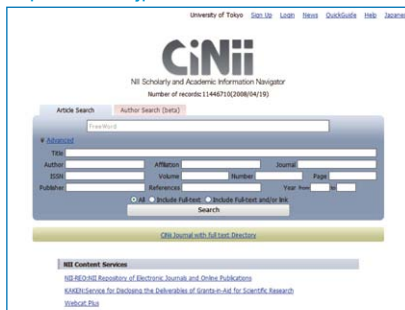 University of Tokyo Sign Up Login News QuickGuide Help Japanese
CiNii
NII Scholarly and Academic Information Navigator
Number of records:11446710(2008/04/19)
Article Search Author Search (beta)
FreeWord
Advanced
Title
Author Affiliation Journal
ISSN Volume Number Page
Publisher References Year from to
All Include Full-text Include Full-text and/or link
Search
CiNii Journal with full text Directory
NII Content Services
NII-REO:NII Repository of Electronic Journals and Online Publications
KAKEN:Service for Disclosing the Deliverables of Grants-in-Aid for Scientific Research
Webcat Plus